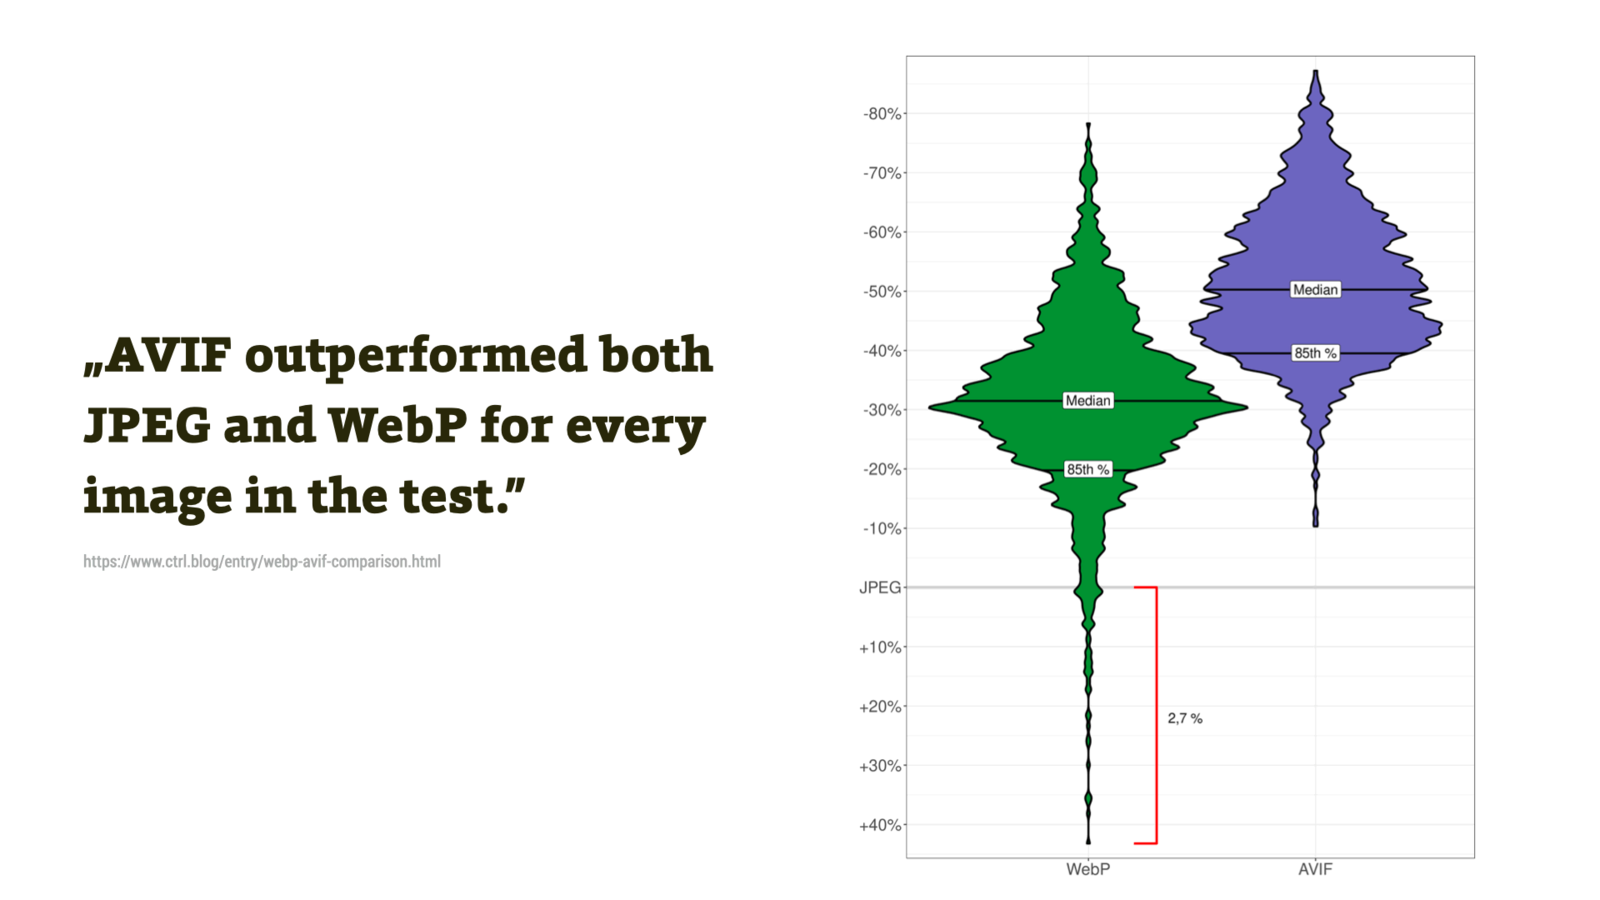 „AVIF outperformed both
JPEG and WebP for every
image in the test.”
https://www.ctrl.blog/entry/webp-avif-comparison.html
-80%
-70%
-60%
-50%
-40%
-30%
-20%
-10%
JPEG
+10%
+20%
+30%
+40%
Median
85th %
Median
85th %
2,7 %
WebP
AVIF